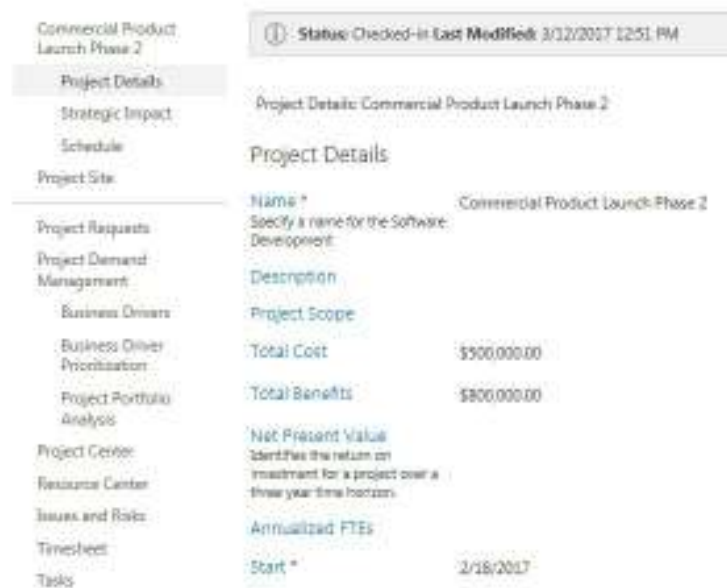 Commercial Product
Launch Phase 2
Project Details
Strategic Impact
Schedule
Project Site
Project Requests
Project Demand
Management
Business Drivers
Business Driver
Prioritization
Project Portfolio
Analysis
Project Center
Resource Center
Issues and Risks
Timesheet
Tasks
Status: Checked-in Last Modified: 3/12/2017 12:51 PM
Project Details: Commercial Product Launch Phase 2
Project Details
Name * Commercial Product Launch Phase 2
Specify a name for the Software
Development
Description
Project Scope
Total Cost $500,000.00
Total Benefits $800,000.00
Net Present Value
Identifies the return on
investment for a project over a
three year time horizon.
Annualized FTEs
Start * 2/18/2017